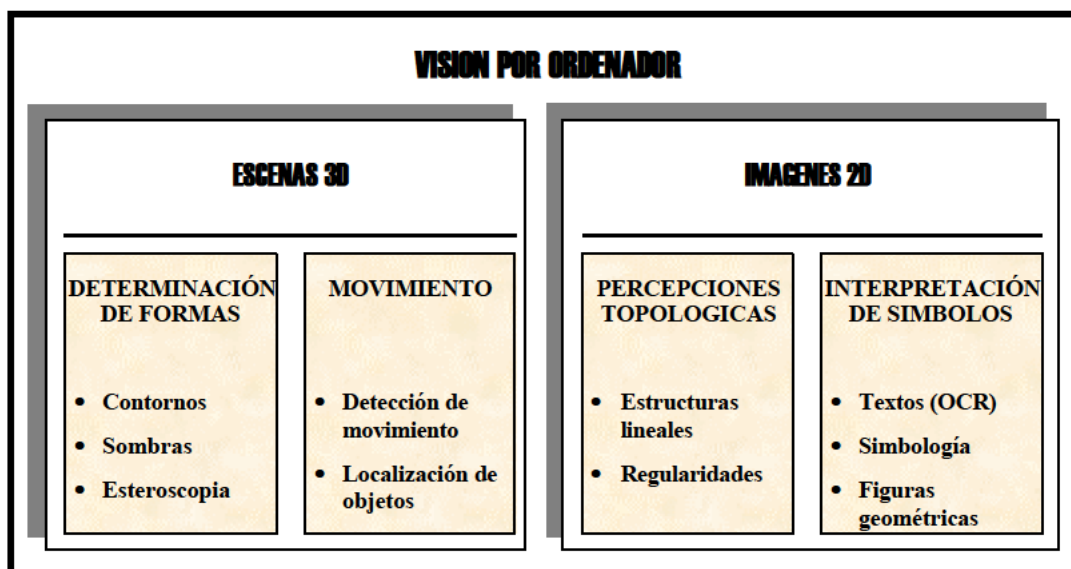 VISION POR ORDENADOR
ESCENAS 3D
DETERMINACIÓN
DE FORMAS
• Contornos
• Sombras
• Esteroscopia
MOVIMIENTO
• Detección de
movimiento
• Localización de
objetos
IMAGENES 2D
PERCEPCIONES
TOPOLOGICAS
• Estructuras
lineales
• Regularidades
INTERPRETACIÓN
DE SIMBOLOS
• Textos (OCR)
• Simbología
• Figuras
geométricas